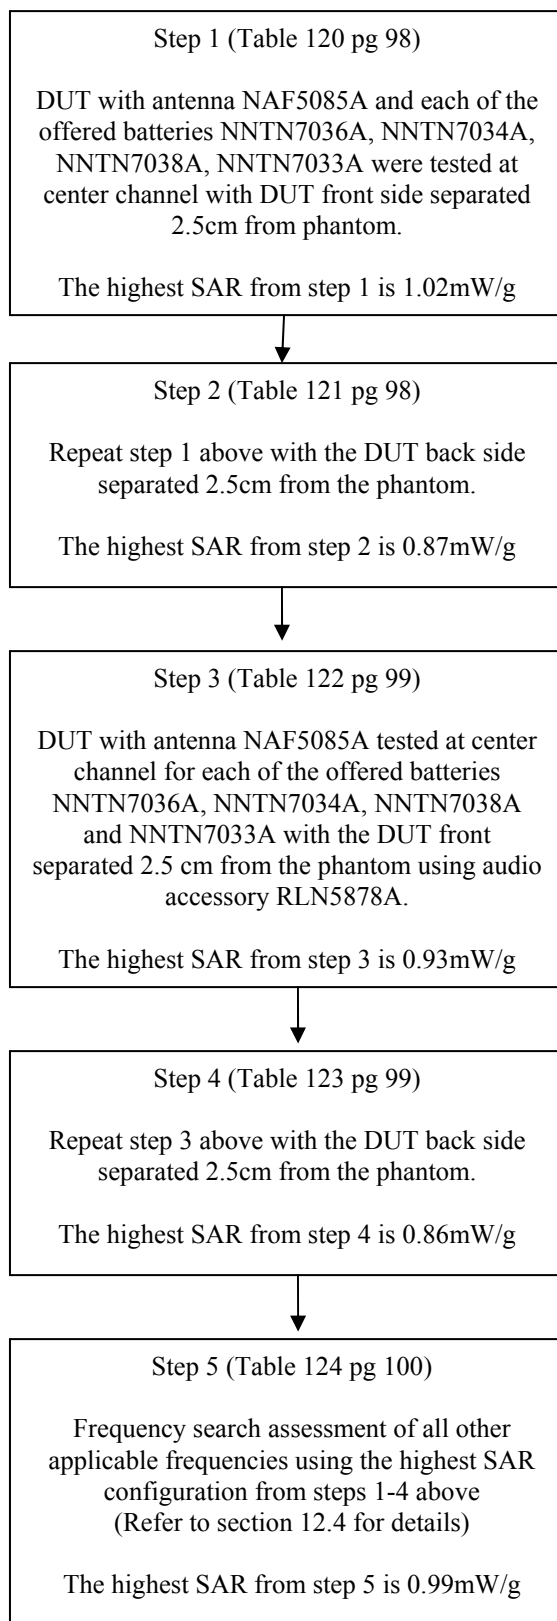 Step 1 (Table 120 pg 98)
DUT with antenna NAF5085A and each of the
offered batteries NNTN7036A, NNTN7034A,
NNTN7038A, NNTN7033A were tested at
center channel with DUT front side separated
2.5cm from phantom.
The highest SAR from step 1 is 1.02mW/g
Step 2 (Table 121 pg 98)
Repeat step 1 above with the DUT back side
separated 2.5cm from the phantom.
The highest SAR from step 2 is 0.87mW/g
Step 3 (Table 122 pg 99)
DUT with antenna NAF5085A tested at center
channel for each of the offered batteries
NNTN7036A, NNTN7034A, NNTN7038A
and NNTN7033A with the DUT front
separated 2.5 cm from the phantom using audio
accessory RLN5878A.
The highest SAR from step 3 is 0.93mW/g
Step 4 (Table 123 pg 99)
Repeat step 3 above with the DUT back side
separated 2.5cm from the phantom.
The highest SAR from step 4 is 0.86mW/g
Step 5 (Table 124 pg 100)
Frequency search assessment of all other
applicable frequencies using the highest SAR
configuration from steps 1-4 above
(Refer to section 12.4 for details)
The highest SAR from step 5 is 0.99mW/g